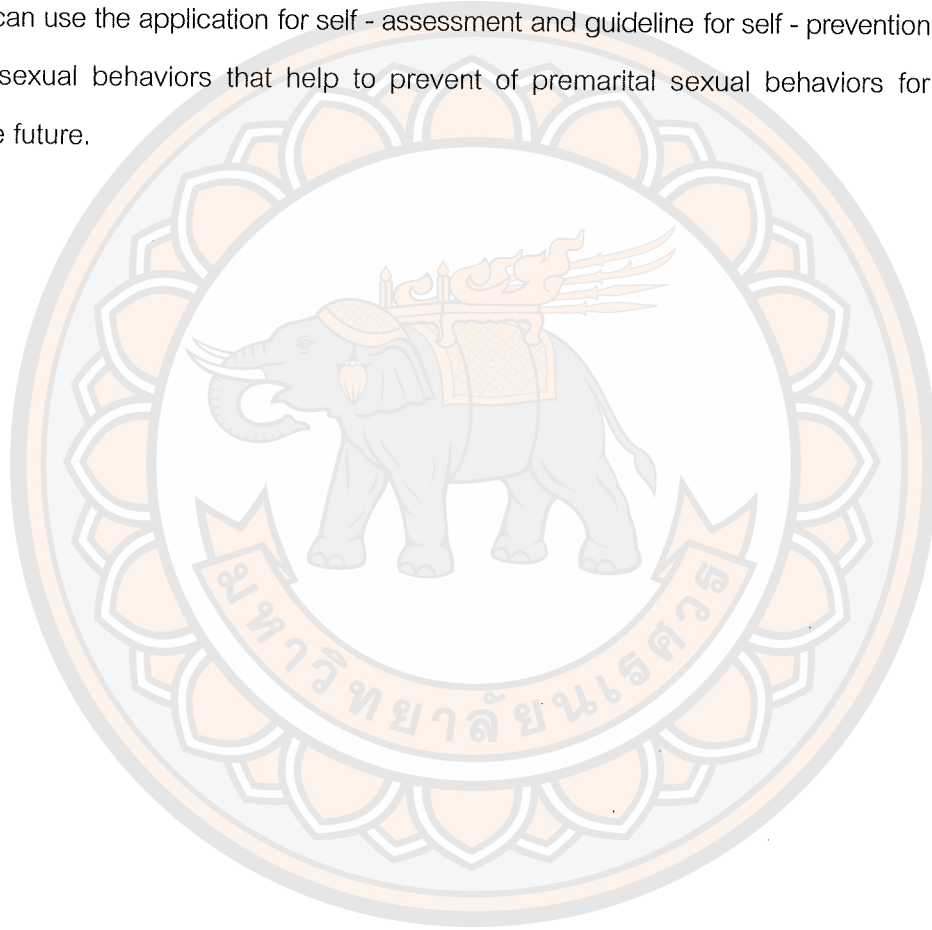 can use the application for self - assessment and guideline for self - prevention
sexual behaviors that help to prevent of premarital sexual behaviors for
future.
มหาวิทยาลัยนเรศวร